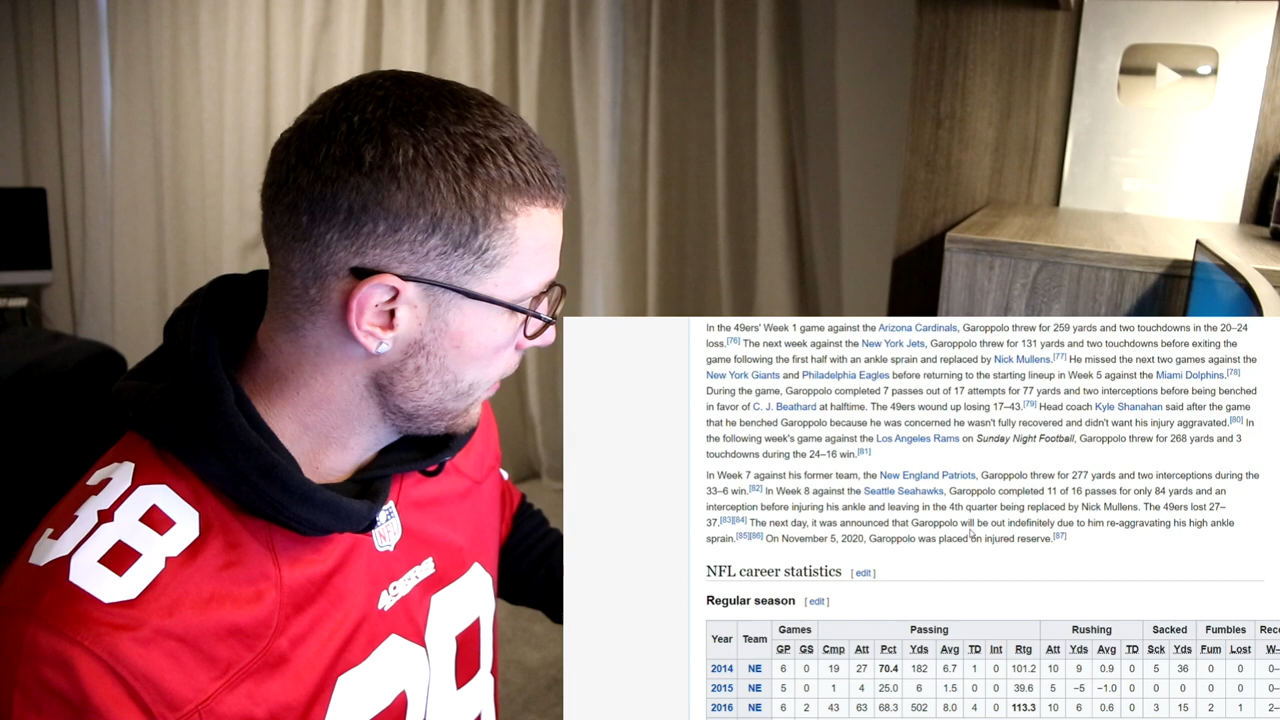 38
NFL
49ERS
In the 49ers' Week 1 game against the Arizona Cardinals, Garoppolo threw for 259 yards and two touchdowns in the 20–24
loss.[76] The next week against the New York Jets, Garoppolo threw for 131 yards and two touchdowns before exiting the
game following the first half with an ankle sprain and replaced by Nick Mullens.[77] He missed the next two games against the
New York Giants and Philadelphia Eagles before returning to the starting lineup in Week 5 against the Miami Dolphins.[78]
During the game, Garoppolo completed 7 passes out of 17 attempts for 77 yards and two interceptions before being benched
in favor of C. J. Beathard at halftime. The 49ers wound up losing 17–43.[79] Head coach Kyle Shanahan said after the game
that he benched Garoppolo because he was concerned he wasn't fully recovered and didn't want his injury aggravated.[80] In
the following week's game against the Los Angeles Rams on Sunday Night Football, Garoppolo threw for 268 yards and 3
touchdowns during the 24–16 win.[81]
In Week 7 against his former team, the New England Patriots, Garoppolo threw for 277 yards and two interceptions during the
33–6 win.[82] In Week 8 against the Seattle Seahawks, Garoppolo completed 11 of 16 passes for only 84 yards and an
interception before injuring his ankle and leaving in the 4th quarter being replaced by Nick Mullens. The 49ers lost 27–
37.[83][84] The next day, it was announced that Garoppolo will be out indefinitely due to him re-aggravating his high ankle
sprain.[85][86] On November 5, 2020, Garoppolo was placed on injured reserve.[87]
NFL career statistics [ edit ]
Regular season [ edit ]
Year Team Games Passing Rushing Sacked Fumbles Rec
GP GS Cmp Att Pct Yds Avg TD Int Rtg Att Yds Avg TD Sck Yds Fum Lost W–
2014 NE 6 0 19 27 70.4 182 6.7 1 0 101.2 10 9 0.9 0 5 36 0 0 0–
2015 NE 5 0 1 4 25.0 6 1.5 0 0 39.6 5 −5 −1.0 0 0 0 0 0 0–
2016 NE 6 2 43 63 68.3 502 8.0 4 0 113.3 10 6 0.6 0 3 15 2 1 2–